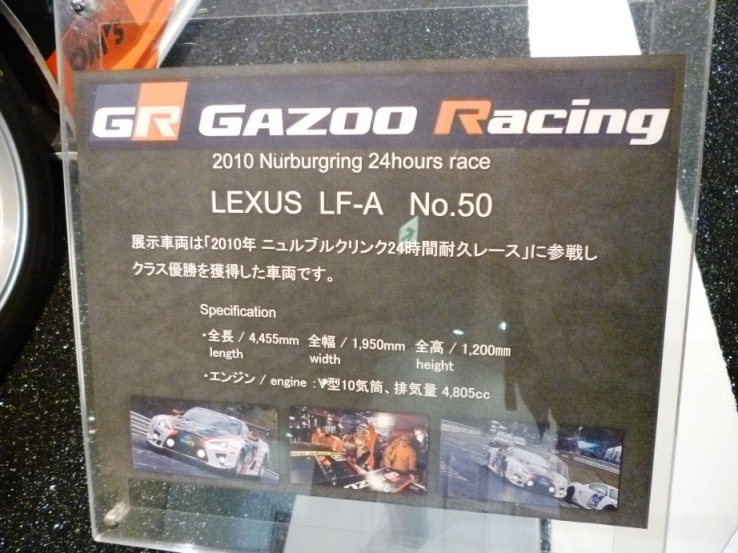 TOM'S
GR GAZOO Racing
2010 Nürburgring 24hours race
LEXUS LF-A No.50
展示車両は「2010年 ニュルブルクリンク24時間耐久レース」に参戦し
クラス優勝を獲得した車両です。
Specification
・全長 / 4,455mm 全幅 / 1,950mm 全高 / 1,200㎜
length width height
・エンジン / engine ：V型10気筒、排気量 4,805cc